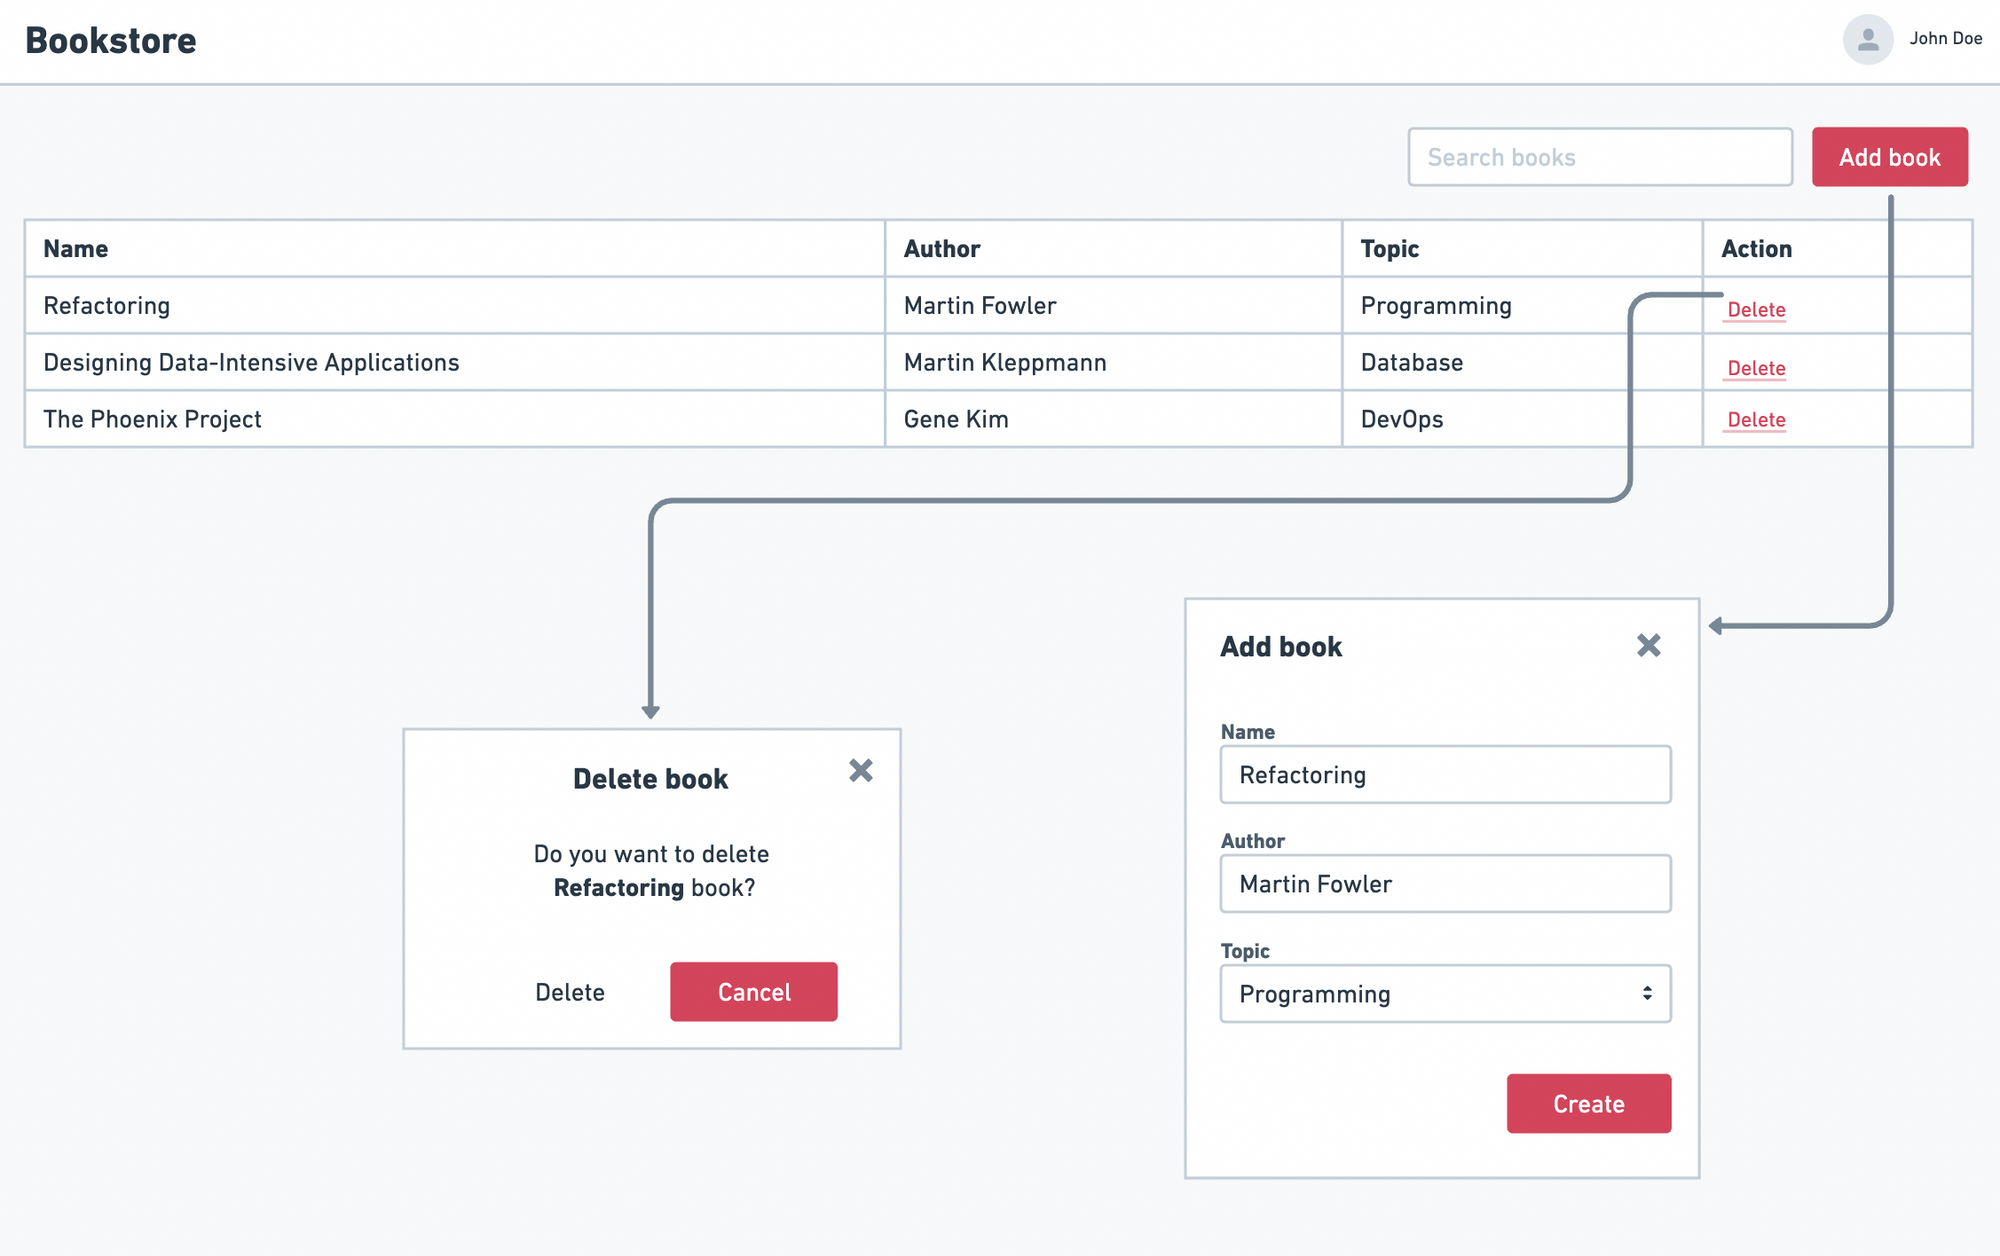 Bookstore
John Doe
Search books
Add book
Name Author Topic Action
Refactoring Martin Fowler Programming Delete
Designing Data-Intensive Applications Martin Kleppmann Database Delete
The Phoenix Project Gene Kim DevOps Delete
Delete book
Do you want to delete
Refactoring book?
Delete Cancel
Add book
Name
Refactoring
Author
Martin Fowler
Topic
Programming
Create